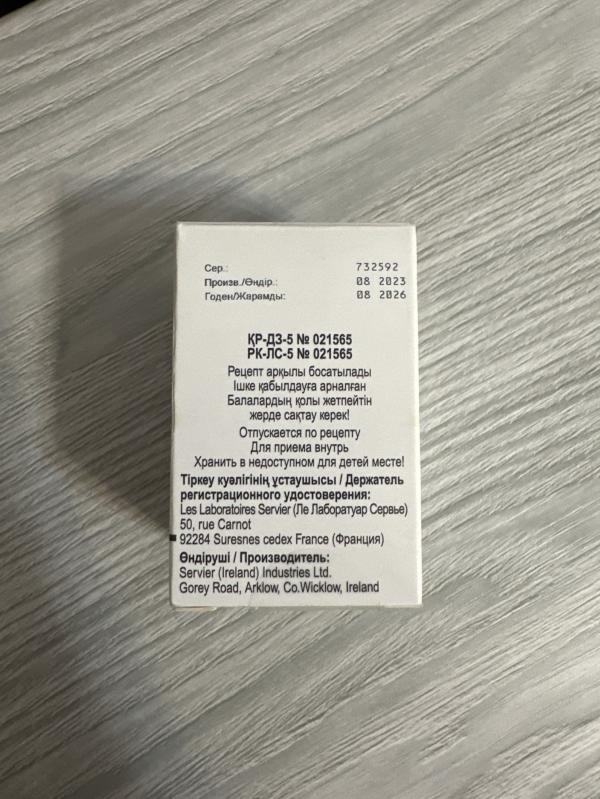 Сер.: 732592
Произв./Өндір.: 08 2023
Годен/Жарамды: 08 2026
ҚР-ДЗ-5 № 021565
РК-ЛС-5 № 021565
Рецепт арқылы босатылады
Ішке қабылдауға арналған
Балалардың қолы жетпейтін
жерде сақтау керек!
Отпускается по рецепту
Для приема внутрь
Хранить в недоступном для детей месте!
Тіркеу куәлігінің ұстаушысы / Держатель
регистрационного удостоверения:
Les Laboratoires Servier (Ле Лаборатуар Сервье)
50, rue Carnot
92284 Suresnes cedex France (Франция)
Өндіруші / Производитель:
Servier (Ireland) Industries Ltd.
Gorey Road, Arklow, Co.Wicklow, Ireland